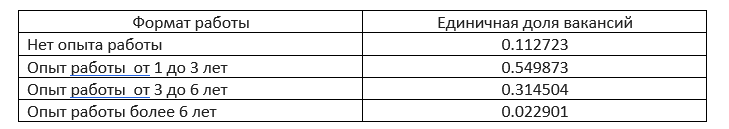 Формат работы Единичная доля вакансий
Нет опыта работы 0.112723
Опыт работы от 1 до 3 лет 0.549873
Опыт работы от 3 до 6 лет 0.314504
Опыт работы более 6 лет 0.022901